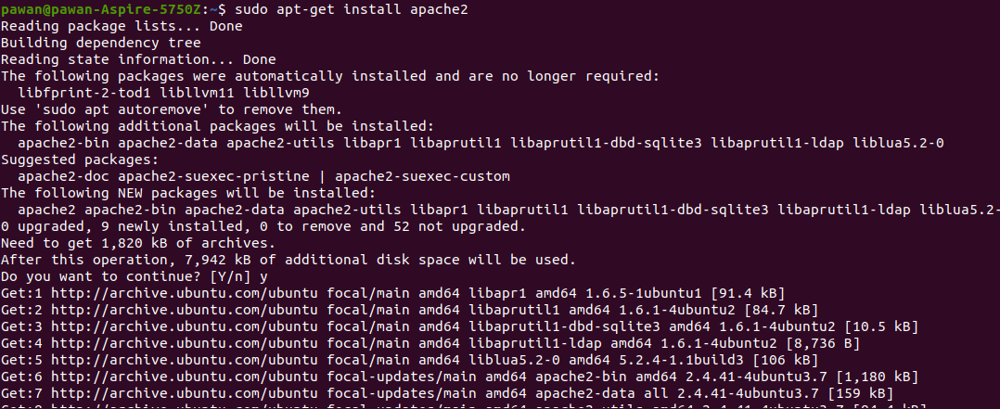 pawan@pawan-Aspire-5750Z:~$ sudo apt-get install apache2
Reading package lists... Done
Building dependency tree
Reading state information... Done
The following packages were automatically installed and are no longer required:
  libfprint-2-tod1 libllvm11 libllvm9
Use 'sudo apt autoremove' to remove them.
The following additional packages will be installed:
  apache2-bin apache2-data apache2-utils libapr1 libaprutil1 libaprutil1-dbd-sqlite3 libaprutil1-ldap liblua5.2-0
Suggested packages:
  apache2-doc apache2-suexec-pristine | apache2-suexec-custom
The following NEW packages will be installed:
  apache2 apache2-bin apache2-data apache2-utils libapr1 libaprutil1 libaprutil1-dbd-sqlite3 libaprutil1-ldap liblua5.2-
0 upgraded, 9 newly installed, 0 to remove and 52 not upgraded.
Need to get 1,820 kB of archives.
After this operation, 7,942 kB of additional disk space will be used.
Do you want to continue? [Y/n] y
Get:1 http://archive.ubuntu.com/ubuntu focal/main amd64 libapr1 amd64 1.6.5-1ubuntu1 [91.4 kB]
Get:2 http://archive.ubuntu.com/ubuntu focal/main amd64 libaprutil1 amd64 1.6.1-4ubuntu2 [84.7 kB]
Get:3 http://archive.ubuntu.com/ubuntu focal/main amd64 libaprutil1-dbd-sqlite3 amd64 1.6.1-4ubuntu2 [10.5 kB]
Get:4 http://archive.ubuntu.com/ubuntu focal/main amd64 libaprutil1-ldap amd64 1.6.1-4ubuntu2 [8,736 B]
Get:5 http://archive.ubuntu.com/ubuntu focal/main amd64 liblua5.2-0 amd64 5.2.4-1.1build3 [106 kB]
Get:6 http://archive.ubuntu.com/ubuntu focal-updates/main amd64 apache2-bin amd64 2.4.41-4ubuntu3.7 [1,180 kB]
Get:7 http://archive.ubuntu.com/ubuntu focal-updates/main amd64 apache2-data all 2.4.41-4ubuntu3.7 [159 kB]